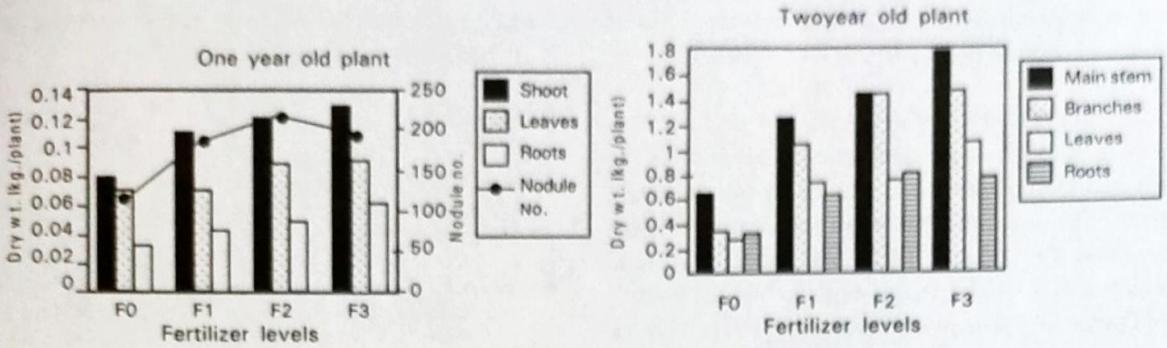 One year old plant
Dry wt. (kg./plant)
0.14
0.12
0.1
0.08
0.06
0.04
0.02
0
250
200
150
100
50
0
Nodule no.
F0 F1 F2 F3
Fertilizer levels
Shoot
Leaves
Roots
Nodule
No.
Twoyear old plant
Dry wt. (kg./plant)
1.8
1.6
1.4
1.2
1
0.8
0.6
0.4
0.2
0
F0 F1 F2 F3
Fertilizer levels
Main stem
Branches
Leaves
Roots